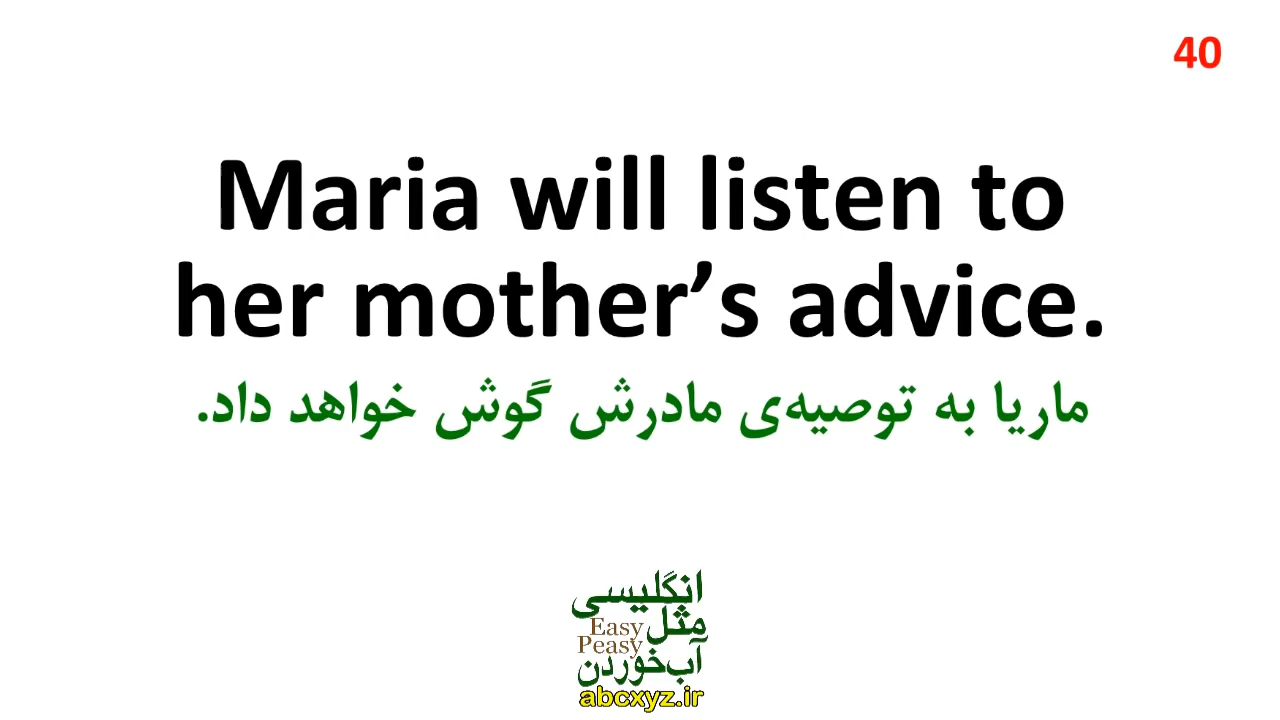 40
Maria will listen to
her mother’s advice.
ماریا به توصیه‌ی مادرش گوش خواهد داد.
انگلیسی
مثل Easy
Peasy
آب‌خوردن
abcxyz.ir